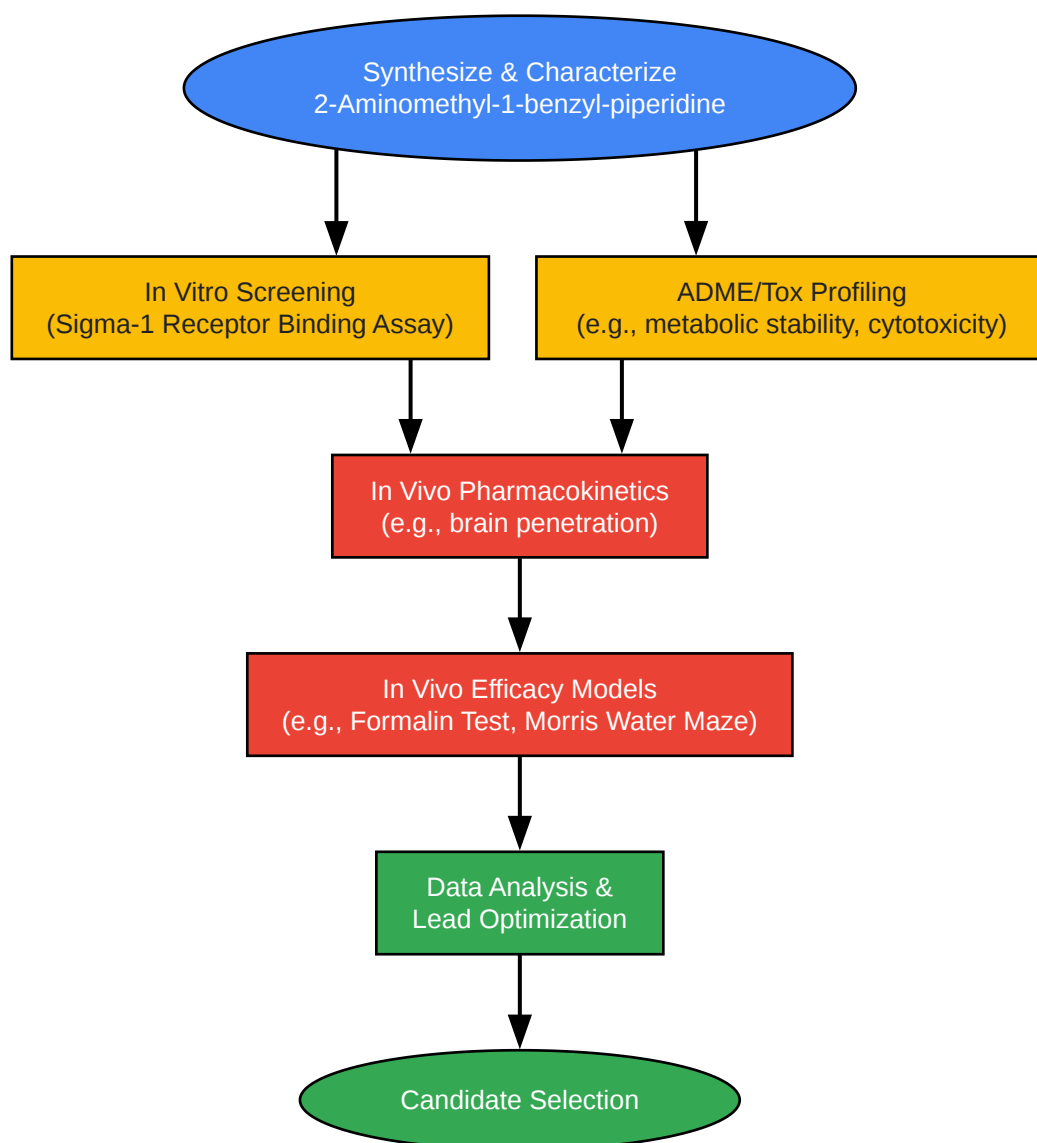 Synthesize & Characterize
2-Aminomethyl-1-benzyl-piperidine
In Vitro Screening
(Sigma-1 Receptor Binding Assay)
ADME/Tox Profiling
(e.g., metabolic stability, cytotoxicity)
In Vivo Pharmacokinetics
(e.g., brain penetration)
In Vivo Efficacy Models
(e.g., Formalin Test, Morris Water Maze)
Data Analysis &
Lead Optimization
Candidate Selection